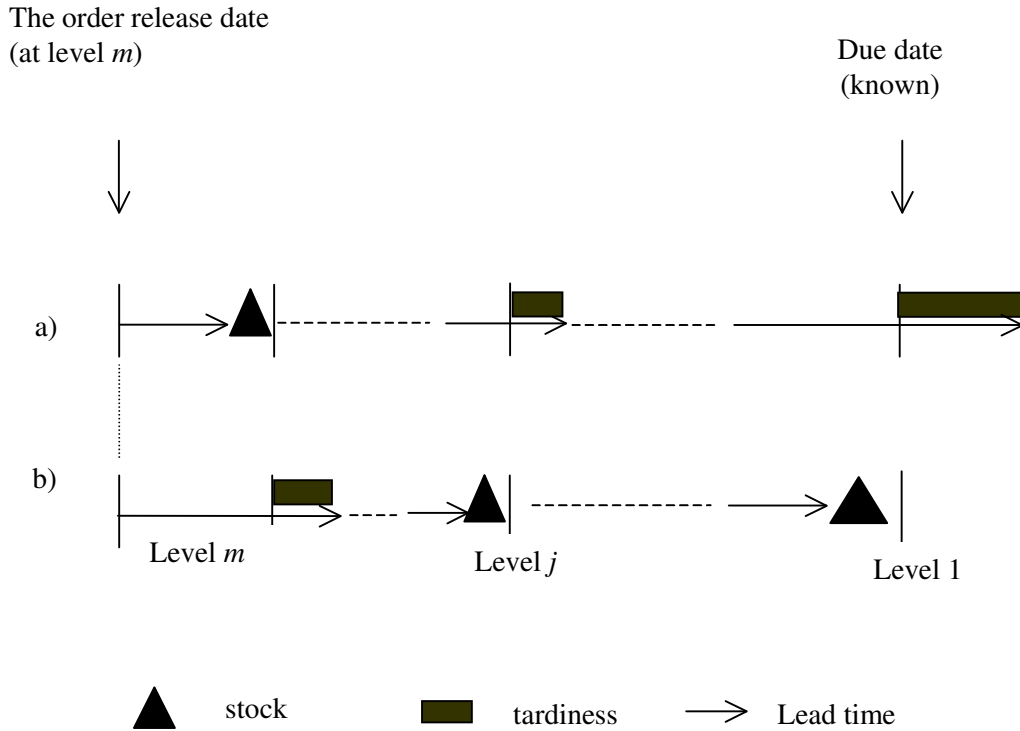 The order release date
(at level m)
Due date
(known)
a)
b)
Level m
Level j
Level 1
stock
tardiness
Lead time